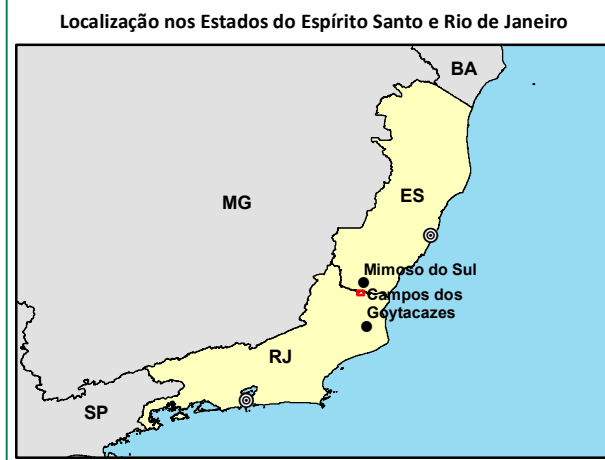 Localização nos Estados do Espírito Santo e Rio de Janeiro
BA
MG
ES
Mimoso do Sul
Campos dos
Goytacazes
RJ
SP